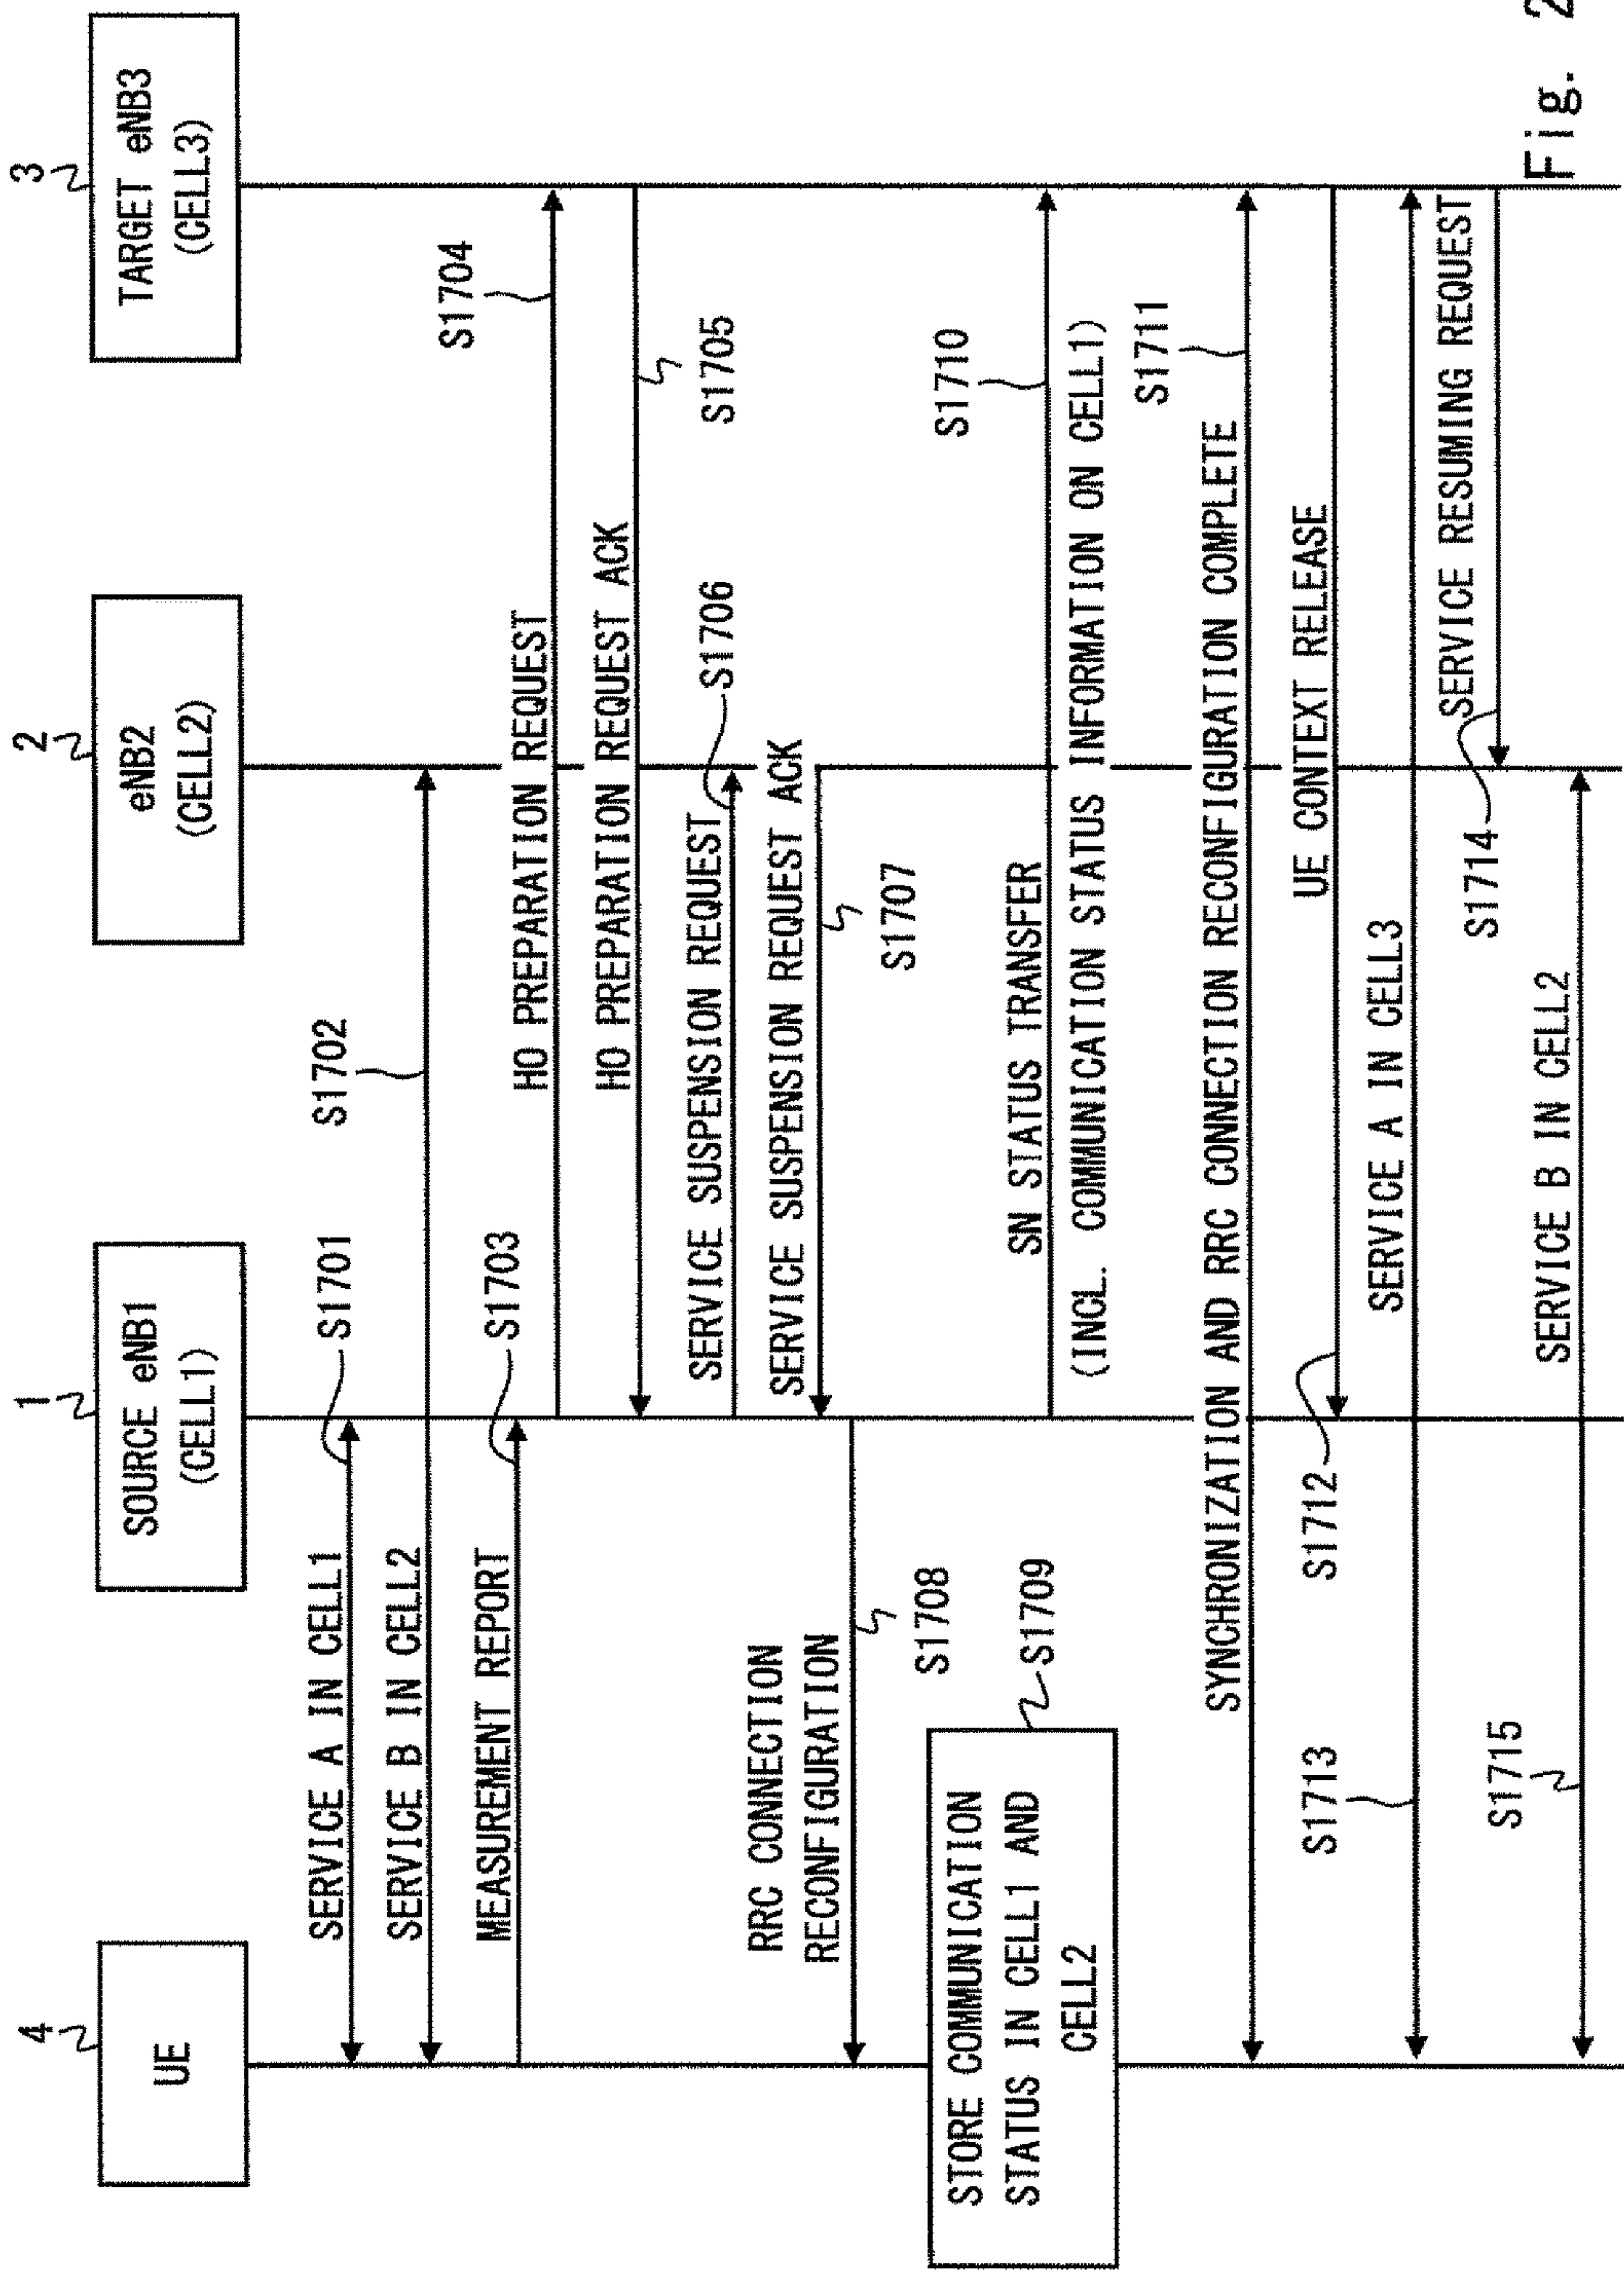 4
UE
1
SOURCE eNB1
(CELL1)
2
eNB2
(CELL2)
3
TARGET eNB3
(CELL3)
SERVICE A IN CELL1
S1701
SERVICE B IN CELL2
S1702
MEASUREMENT REPORT
S1703
HO PREPARATION REQUEST
S1704
HO PREPARATION REQUEST ACK
S1705
SERVICE SUSPENSION REQUEST
S1706
SERVICE SUSPENSION REQUEST ACK
S1707
RRC CONNECTION
RECONFIGURATION
S1708
STORE COMMUNICATION
STATUS IN CELL1 AND
CELL2
S1709
SN STATUS TRANSFER
S1710
(INCL. COMMUNICATION STATUS INFORMATION ON CELL1)
SYNCHRONIZATION AND RRC CONNECTION RECONFIGURATION COMPLETE
S1711
UE CONTEXT RELEASE
S1712
SERVICE A IN CELL3
S1713
SERVICE RESUMING REQUEST
S1714
SERVICE B IN CELL2
S1715
Fig. 2